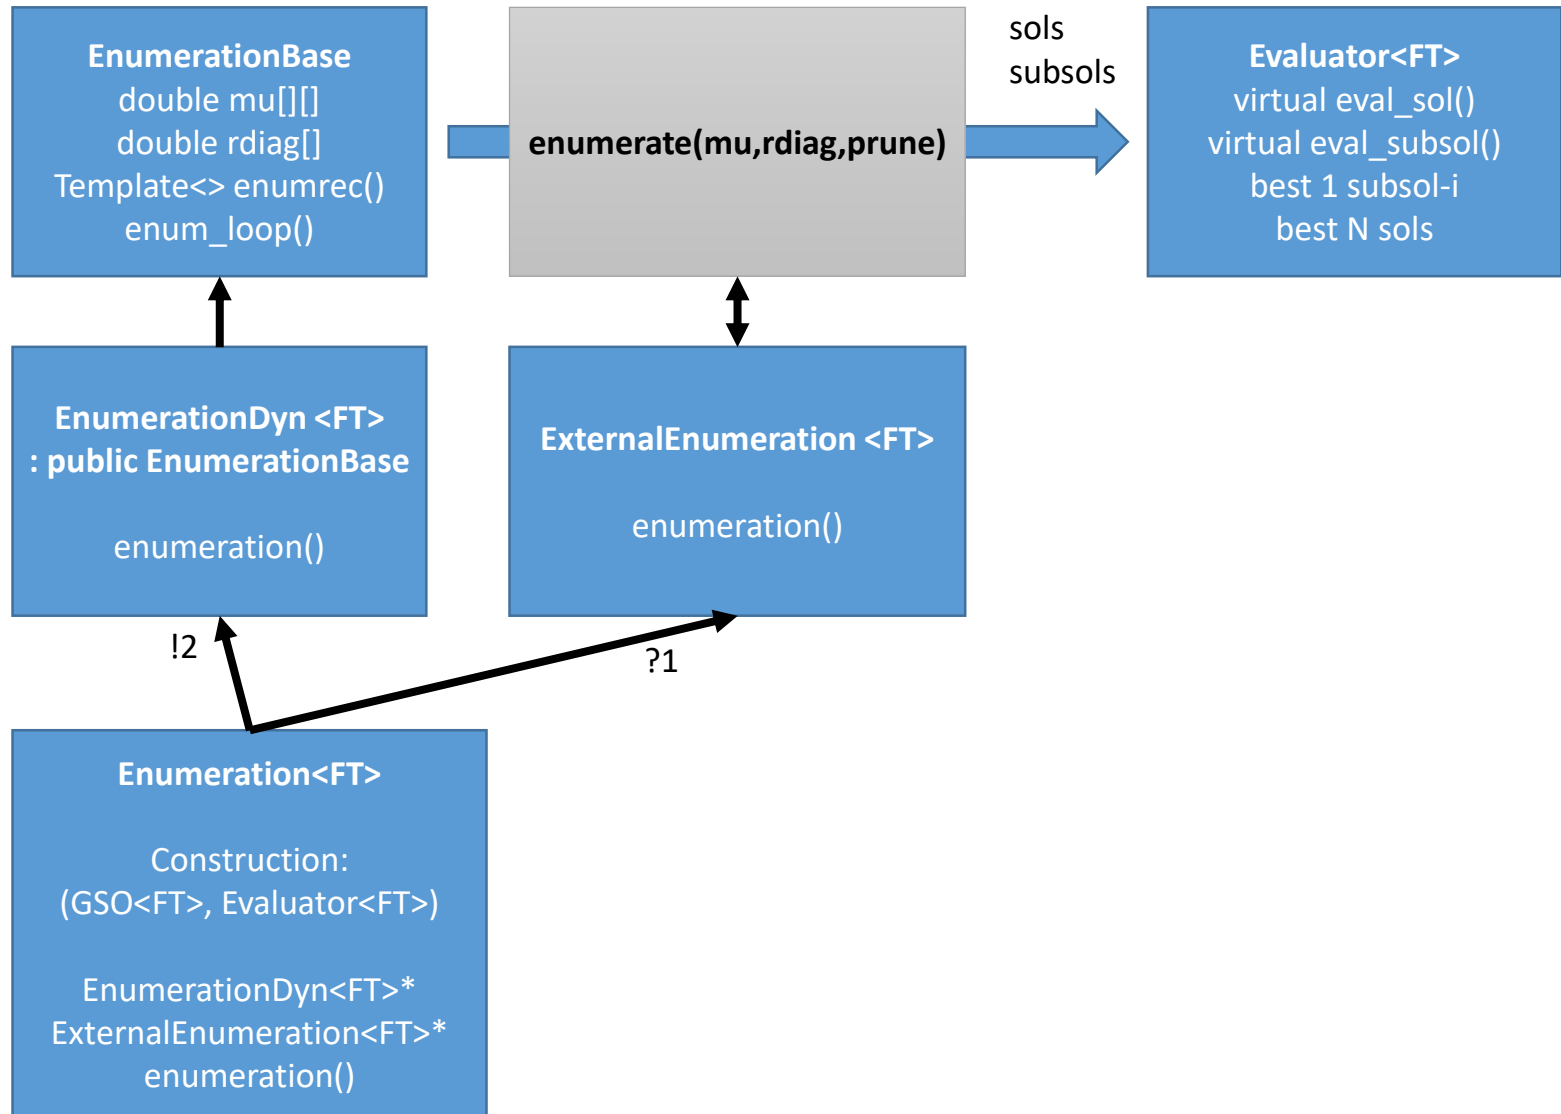 EnumerationBase
double mu[][]
double rdiag[]
Template<> enumrec()
enum_loop()
enumerate(mu,rdiag,prune)
sols
subsols
Evaluator<FT>
virtual eval_sol()
virtual eval_subsol()
best 1 subsol-i
best N sols
EnumerationDyn <FT>
: public EnumerationBase
enumeration()
ExternalEnumeration <FT>
enumeration()
!2
?1
Enumeration<FT>
Construction:
(GSO<FT>, Evaluator<FT>)
EnumerationDyn<FT>*
ExternalEnumeration<FT>*
enumeration()